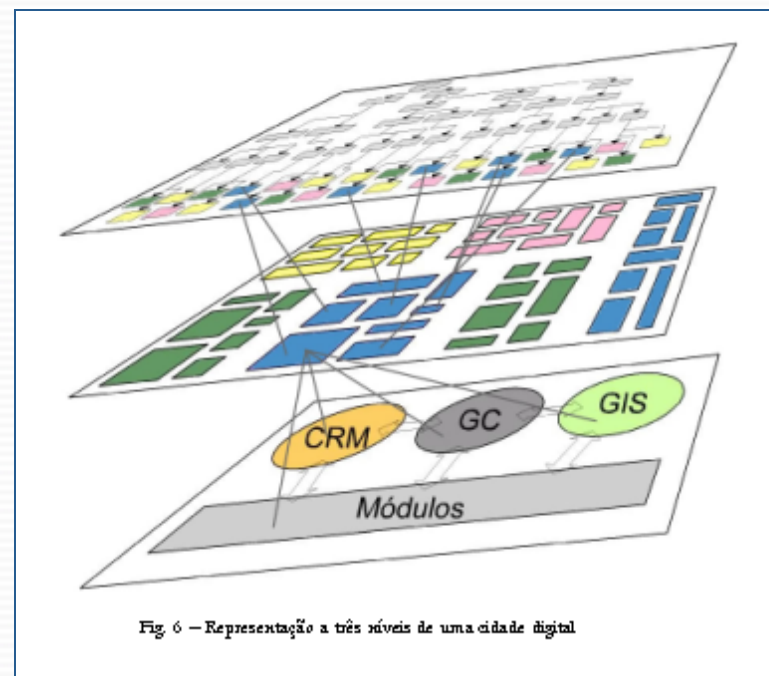 CRM
GC
GIS
Módulos
Fig. 6 – Representação a três níveis de uma cidade digital